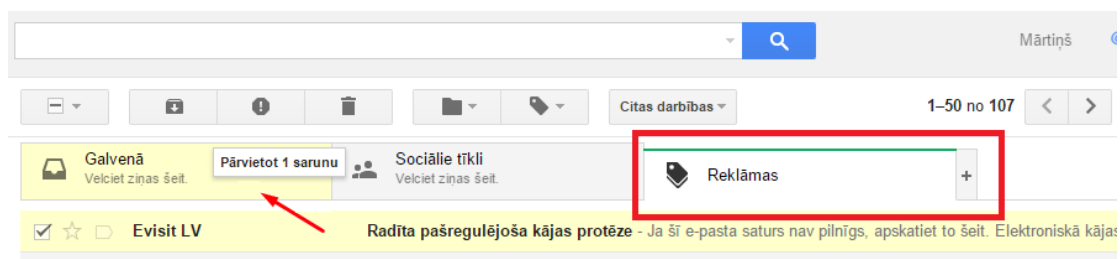 Mārtiņš
Citas darbības
1–50 no 107
Galvenā
Velciet ziņas šeit.
Pārvietot 1 sarunu
Sociālie tīkli
Velciet ziņas šeit.
Reklāmas
+
Evisit LV
Radīta pašregulējoša kājas protēze - Ja šī e-pasta saturs nav pilnīgs, apskatiet to šeit. Elektroniskā kājas